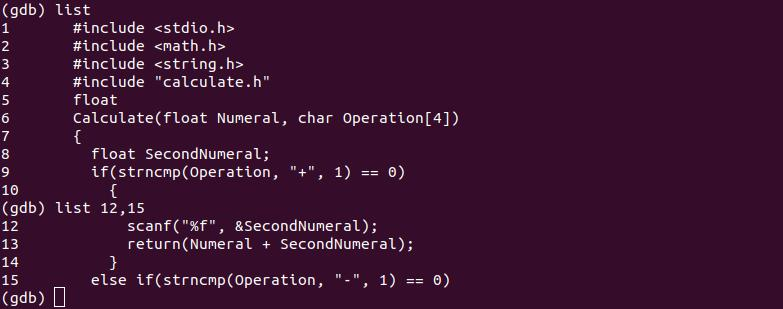 (gdb) list
1       #include <stdio.h>
2       #include <math.h>
3       #include <string.h>
4       #include "calculate.h"
5       float
6       Calculate(float Numeral, char Operation[4])
7       {
8         float SecondNumeral;
9         if(strncmp(Operation, "+", 1) == 0)
10          {
(gdb) list 12,15
12            scanf("%f", &SecondNumeral);
13            return(Numeral + SecondNumeral);
14          }
15        else if(strncmp(Operation, "-", 1) == 0)
(gdb)